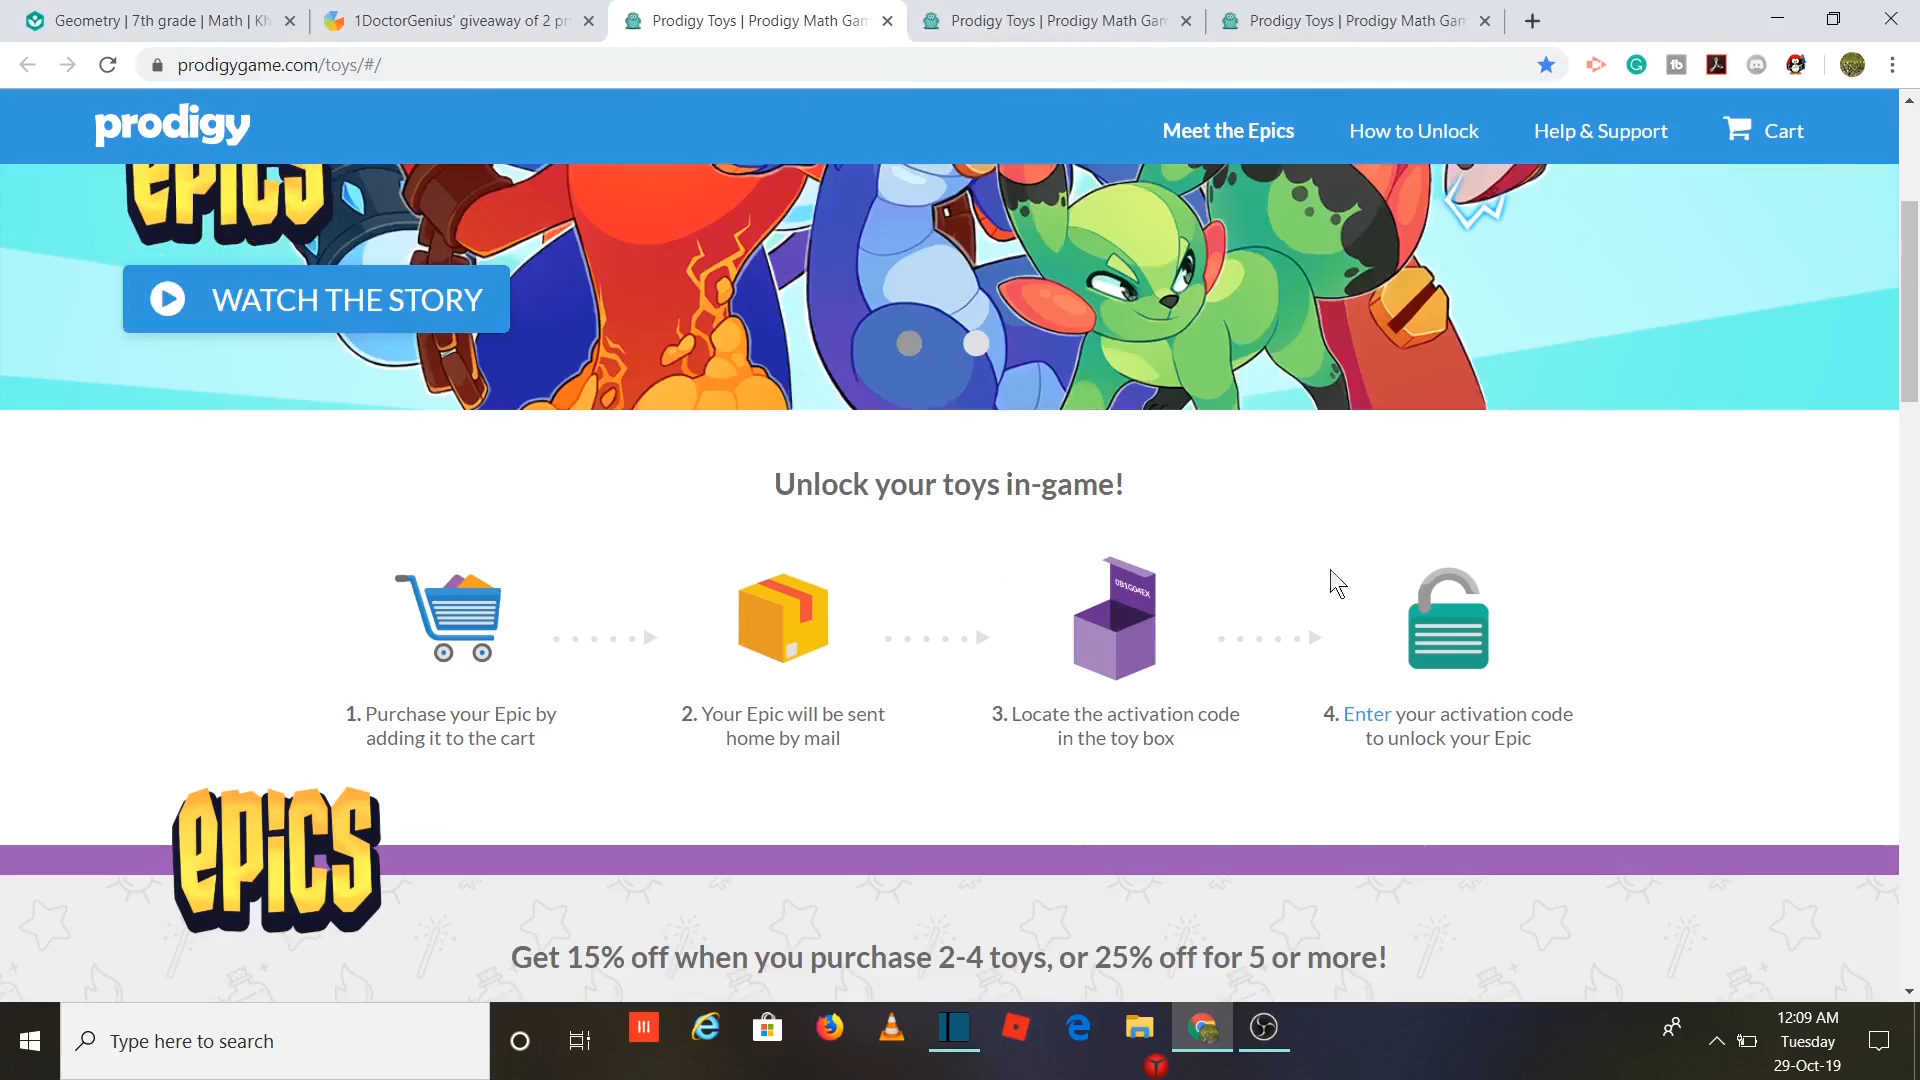 Geometry | 7th grade | Math | Kh
1DoctorGenius' giveaway of 2 pr
Prodigy Toys | Prodigy Math Gam
Prodigy Toys | Prodigy Math Gam
Prodigy Toys | Prodigy Math Gam
prodigygame.com/toys/#/
prodigy
Meet the Epics
How to Unlock
Help & Support
Cart
EPICS
WATCH THE STORY
Unlock your toys in-game!
0B1G04EX
1. Purchase your Epic by
adding it to the cart
2. Your Epic will be sent
home by mail
3. Locate the activation code
in the toy box
4. Enter your activation code
to unlock your Epic
EPICS
Get 15% off when you purchase 2-4 toys, or 25% off for 5 or more!
Type here to search
12:09 AM
Tuesday
29-Oct-19